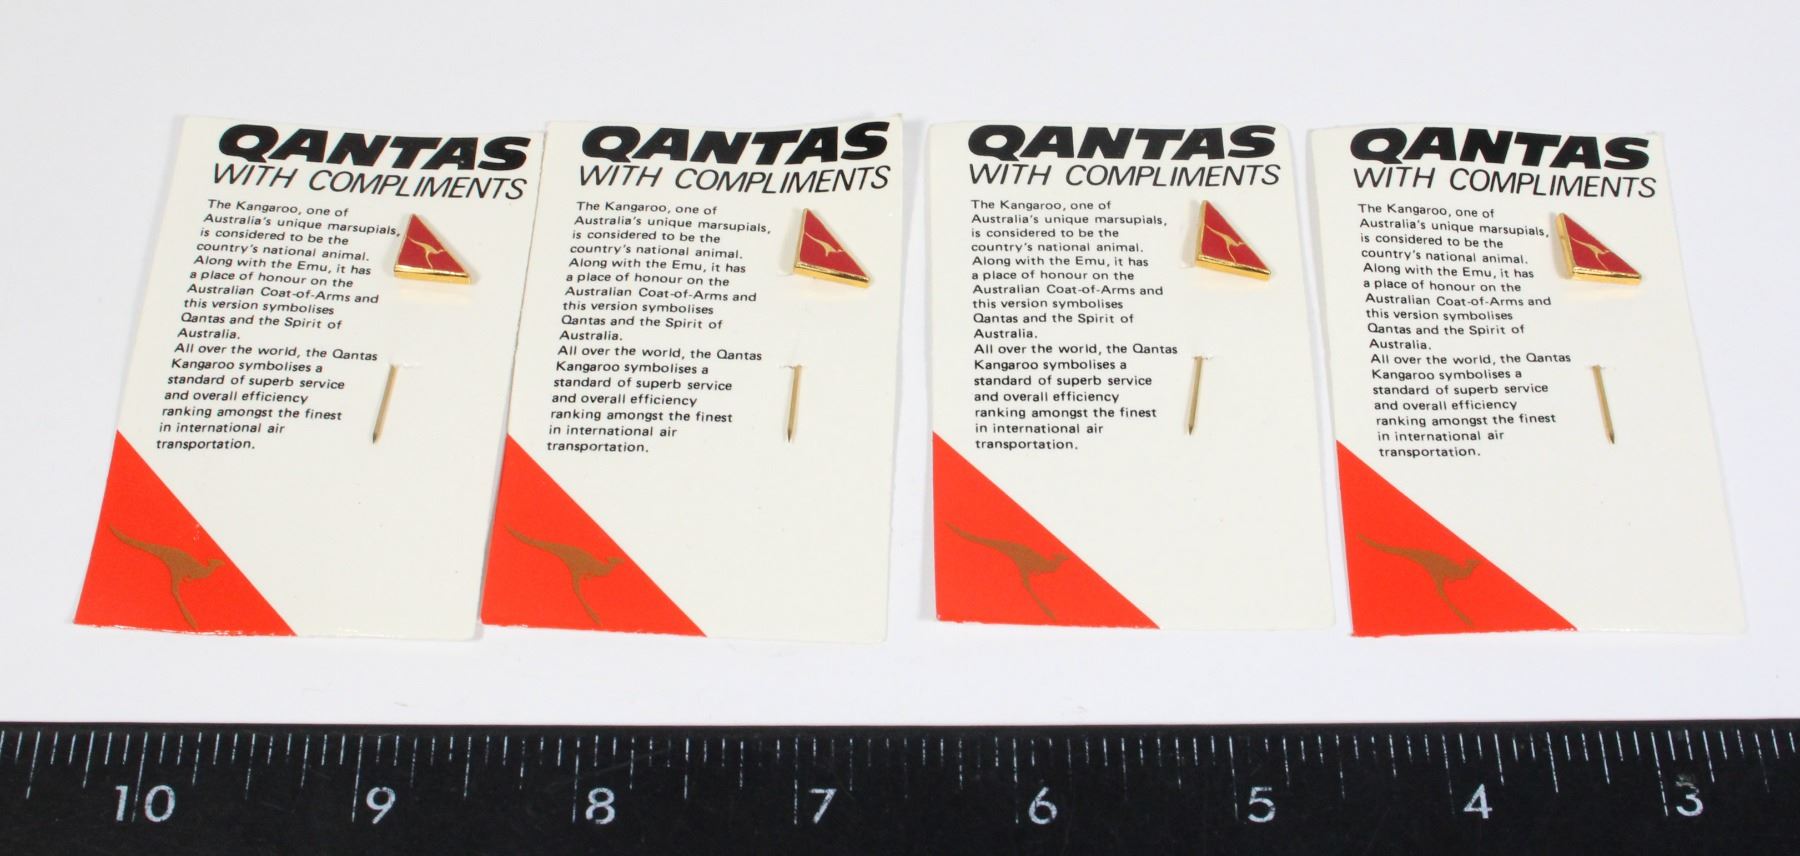 QANTAS
WITH COMPLIMENTS
The Kangaroo, one of
Australia's unique marsupials,
is considered to be the
country's national animal.
Along with the Emu, it has
a place of honour on the
Australian Coat-of-Arms and
this version symbolises
Qantas and the Spirit of
Australia.
All over the world, the Qantas
Kangaroo symbolises a
standard of superb service
and overall efficiency
ranking amongst the finest
in international air
transportation.
QANTAS
WITH COMPLIMENTS
The Kangaroo, one of
Australia's unique marsupials,
is considered to be the
country's national animal.
Along with the Emu, it has
a place of honour on the
Australian Coat-of-Arms and
this version symbolises
Qantas and the Spirit of
Australia.
All over the world, the Qantas
Kangaroo symbolises a
standard of superb service
and overall efficiency
ranking amongst the finest
in international air
transportation.
QANTAS
WITH COMPLIMENTS
The Kangaroo, one of
Australia's unique marsupials,
is considered to be the
country's national animal.
Along with the Emu, it has
a place of honour on the
Australian Coat-of-Arms and
this version symbolises
Qantas and the Spirit of
Australia.
All over the world, the Qantas
Kangaroo symbolises a
standard of superb service
and overall efficiency
ranking amongst the finest
in international air
transportation.
QANTAS
WITH COMPLIMENTS
The Kangaroo, one of
Australia's unique marsupials,
is considered to be the
country's national animal.
Along with the Emu, it has
a place of honour on the
Australian Coat-of-Arms and
this version symbolises
Qantas and the Spirit of
Australia.
All over the world, the Qantas
Kangaroo symbolises a
standard of superb service
and overall efficiency
ranking amongst the finest
in international air
transportation.
10 9 8 7 6 5 4 3